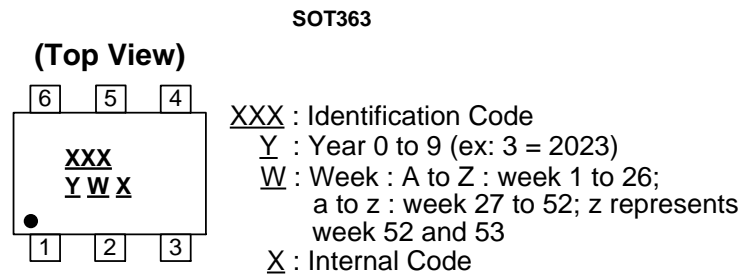 SOT363
(Top View)
6 5 4
XXX
Y W X
1 2 3
XXX : Identification Code
Y : Year 0 to 9 (ex: 3 = 2023)
W : Week : A to Z : week 1 to 26;
a to z : week 27 to 52; z represents
week 52 and 53
X : Internal Code